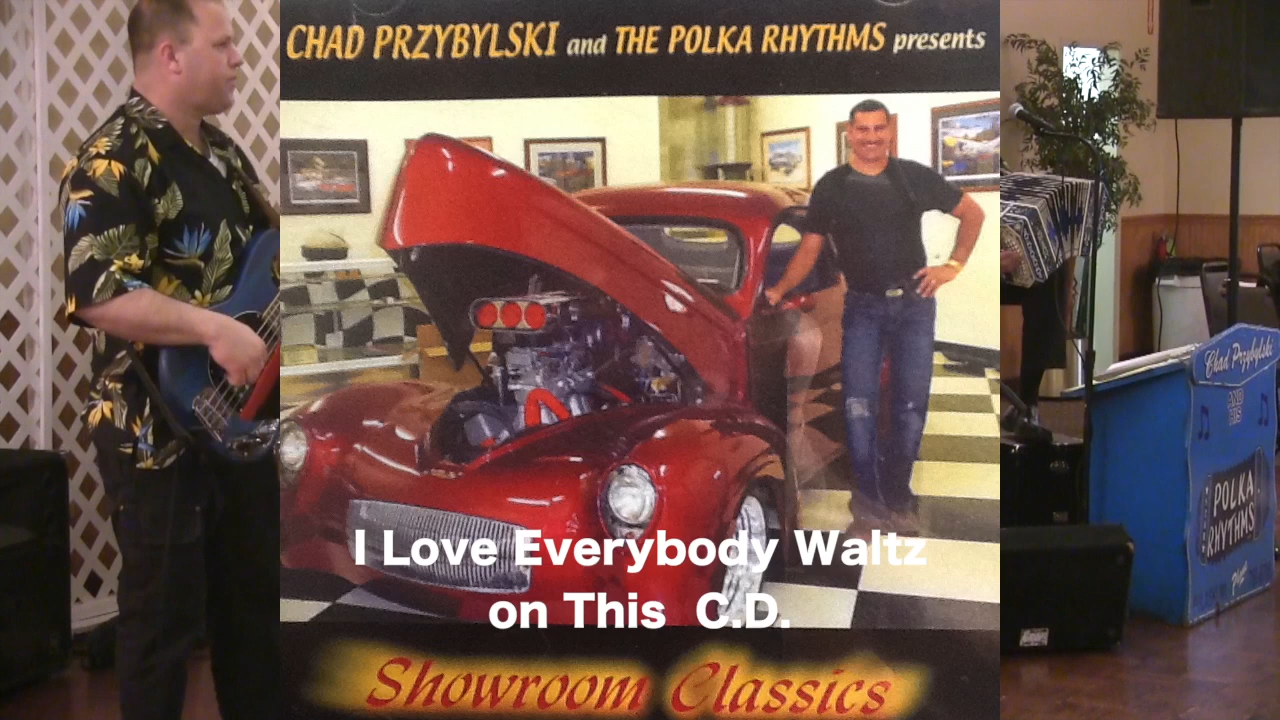 CHAD PRZYBYLSKI and THE POLKA RHYTHMS presents
I Love Everybody Waltz
on This C.D.
Showroom Classics
Chad Przybylski
AND
HIS
POLKA
RHYTHMS